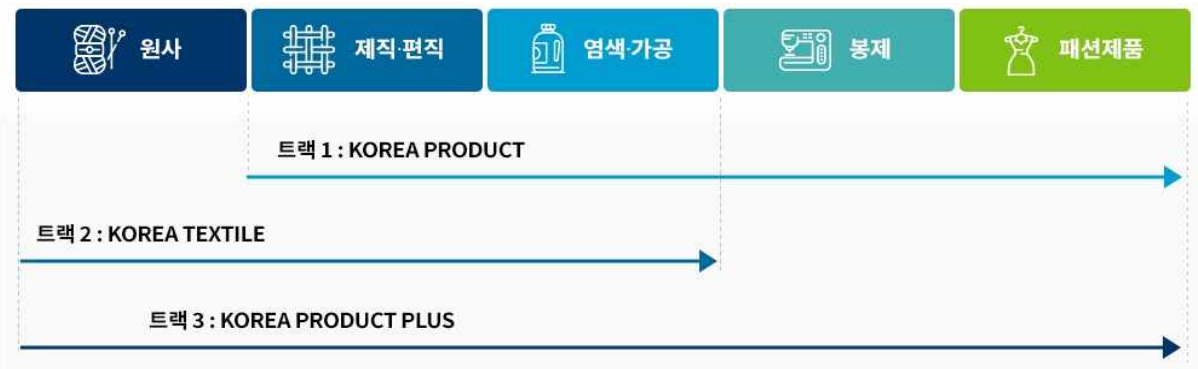 원사
제직·편직
염색·가공
봉제
패션제품
트랙 1 : KOREA PRODUCT
트랙 2 : KOREA TEXTILE
트랙 3 : KOREA PRODUCT PLUS